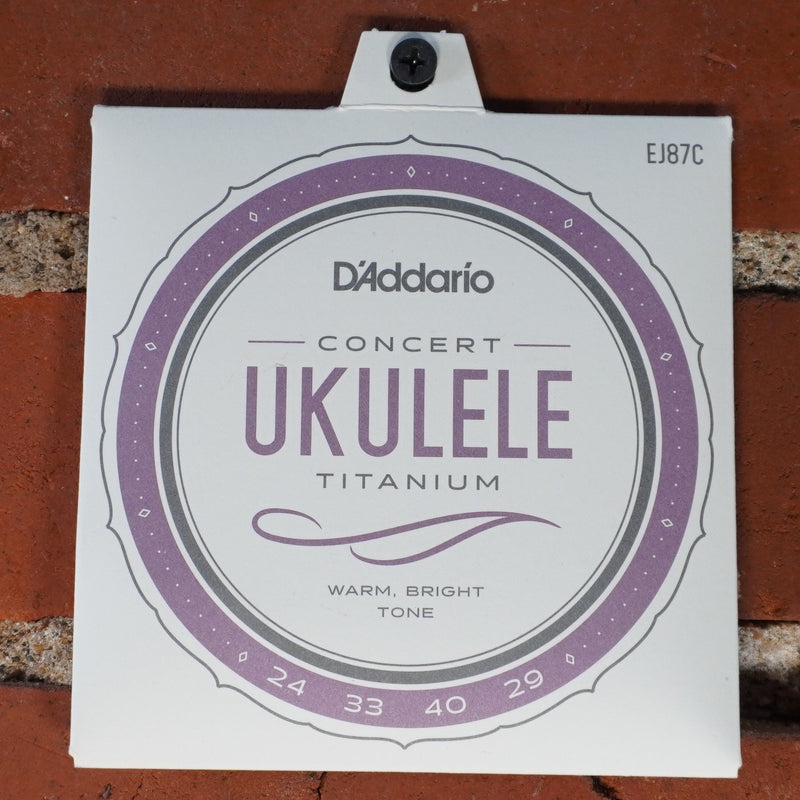 EJ87C
D'Addario
CONCERT
UKULELE
TITANIUM
WARM, BRIGHT
TONE
24 33 40 29